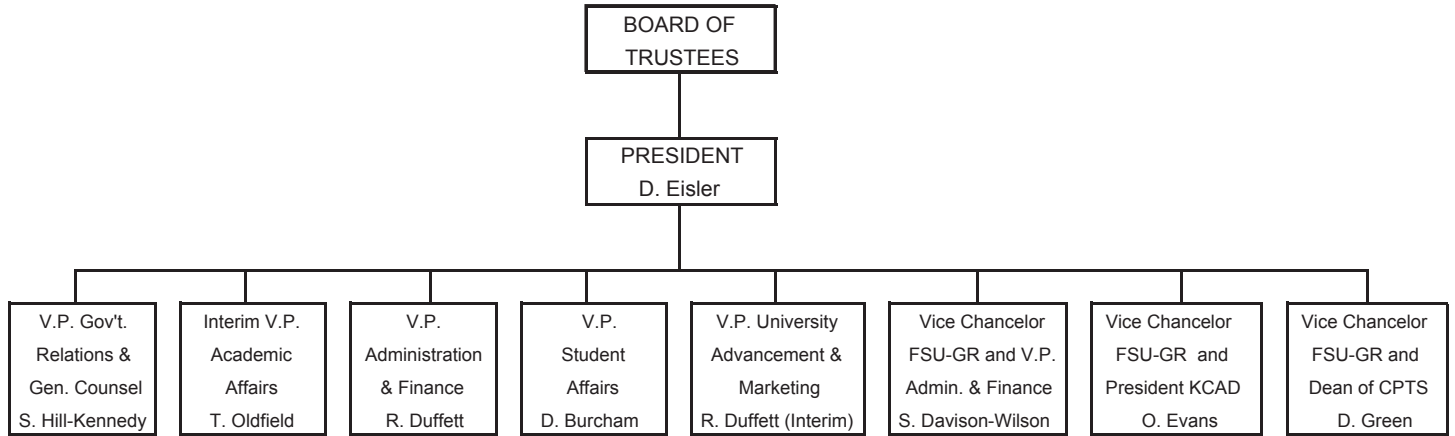 BOARD OF
TRUSTEES
PRESIDENT
D. Eisler
V.P. Gov't.
Relations &
Gen. Counsel
S. Hill-Kennedy
Interim V.P.
Academic
Affairs
T. Oldfield
V.P.
Administration
& Finance
R. Duffett
V.P.
Student
Affairs
D. Burcham
V.P. University
Advancement &
Marketing
R. Duffett (Interim)
Vice Chancelor
FSU-GR and V.P.
Admin. & Finance
S. Davison-Wilson
Vice Chancelor
FSU-GR and
President KCAD
O. Evans
Vice Chancelor
FSU-GR and
Dean of CPTS
D. Green